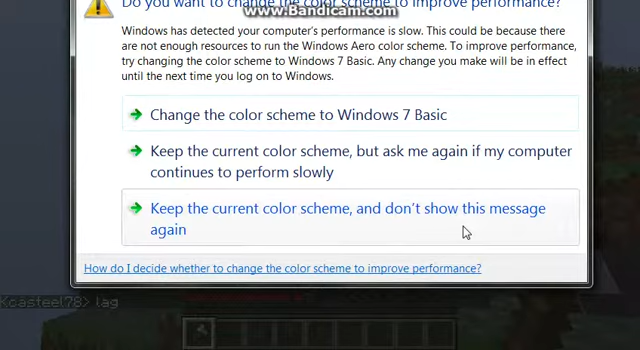 Do you want to change the color scheme to improve performance?
www.Bandicam.com
Windows has detected your computer's performance is slow. This could be because
there are not enough resources to run the Windows Aero color scheme. To improve performance,
try changing the color scheme to Windows 7 Basic. Any change you make will be in effect
until the next time you log on to Windows.
Change the color scheme to Windows 7 Basic
Keep the current color scheme, but ask me again if my computer
continues to perform slowly
Keep the current color scheme, and don't show this message
again
How do I decide whether to change the color scheme to improve performance?
Kcasteel78> lag